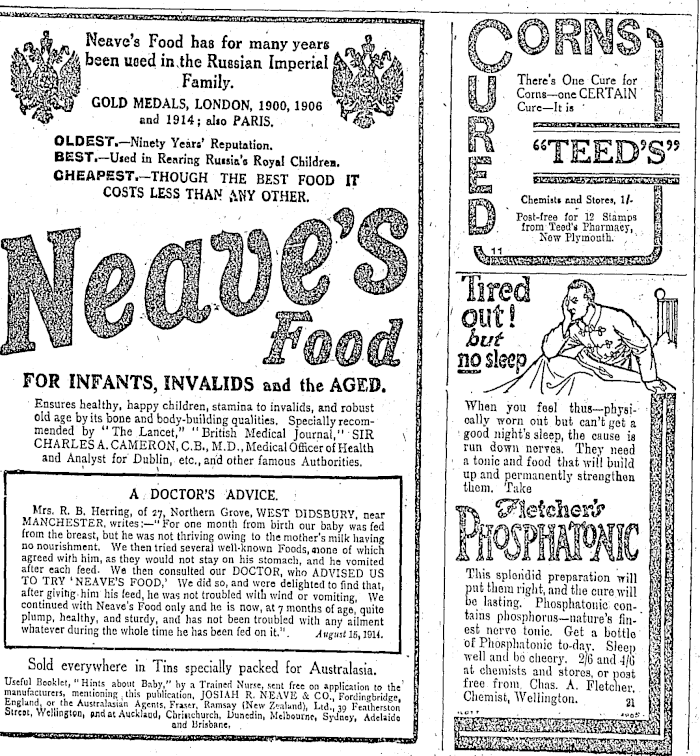 Neave's Food has for many years
been used in the Russian Imperial
Family.
GOLD MEDALS, LONDON, 1900, 1906
and 1914; also PARIS.
OLDEST.—Ninety Years' Reputation.
BEST.—Used in Rearing Russia's Royal Children.
CHEAPEST.—THOUGH THE BEST FOOD IT
COSTS LESS THAN ANY OTHER.
Neave's
Food
FOR INFANTS, INVALIDS and the AGED.
Ensures healthy, happy children, stamina to invalids, and robust
old age by its bone and body-building qualities. Specially recom-
mended by "The Lancet," "British Medical Journal," SIR
CHARLES A. CAMERON, C.B., M.D., Medical Officer of Health
and Analyst for Dublin, etc., and other famous Authorities.
A DOCTOR'S ADVICE.
Mrs. R. B. Herring, of 27, Northern Grove, WEST DIDSBURY, near
MANCHESTER, writes:—"For one month from birth our baby was fed
from the breast, but he was not thriving owing to the mother's milk having
no nourishment. We then tried several well-known Foods, none of which
agreed with him, as they would not stay on his stomach, and he vomited
after each feed. We then consulted our DOCTOR, who ADVISED US
TO TRY 'NEAVE'S FOOD,' We did so, and were delighted to find that,
after giving him his feed, he was not troubled with wind or vomiting, We
continued with Neave's Food only and he is now, at 7 months of age, quite
plump, healthy, and sturdy, and has not been troubled with any ailment
whatever during the whole time he has been fed on it." August 15, 1914.
Sold everywhere in Tins specially packed for Australasia.
Useful Booklet, "Hints about Baby," by a Trained Nurse, sent free on application to the
manufacturers, mentioning this publication, JOSIAH R. NEAVE & CO., Fordingbridge,
England, or the Australasian Agents, Fraser, Ramsay (New Zealand), Ltd., 39 Featherston
Street, Wellington, and at Auckland, Christchurch, Dunedin, Melbourne, Sydney, Adelaide
and Brisbane.
CORNS
CURED
There's One Cure for
Corns—one CERTAIN
Cure—It is
"TEED'S"
Chemists and Stores, 1/-
Post-free for 12 Stamps
from Teed's Pharmacy,
New Plymouth.
11
Tired
out!
but
no sleep
When you feel thus—physi-
cally worn out but can't get a
good night's sleep, the cause is
run down nerves. They need
a tonic and food that will build
up and permanently strengthen
them. Take
Fletcher's
PHOSPHATONIC
This splendid preparation will
put them right, and the cure will
be lasting. Phosphatonic con-
tains phosphorus—nature's fin-
est nerve tonic. Get a bottle
of Phosphatonic to-day. Sleep
well and be cheery. 2/6 and 4/6
at chemists and stores, or post
free from Chas. A. Fletcher,
Chemist, Wellington. 21